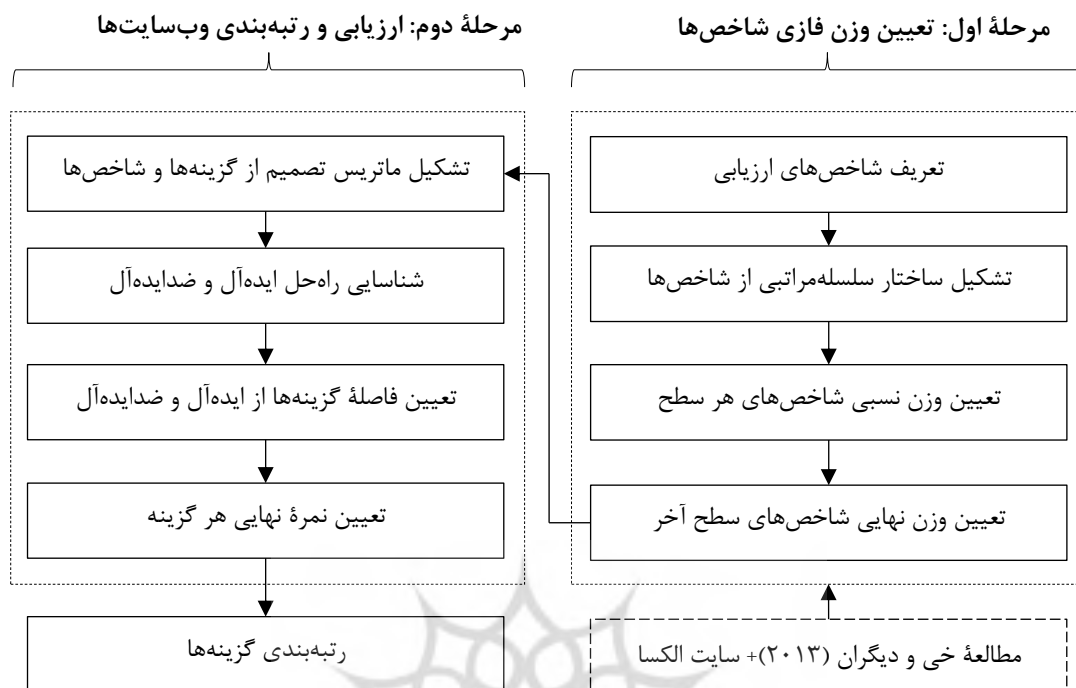 مرحلهٔ اول: تعیین وزن فازی شاخص‌ها
تعریف شاخص‌های ارزیابی
تشکیل ساختار سلسله‌مراتبی از شاخص‌ها
تعیین وزن نسبی شاخص‌های هر سطح
تعیین وزن نهایی شاخص‌های سطح آخر
مطالعهٔ خی و دیگران (۲۰۱۳)+ سایت الکسا
مرحلهٔ دوم: ارزیابی و رتبه‌بندی وب‌سایت‌ها
تشکیل ماتریس تصمیم از گزینه‌ها و شاخص‌ها
شناسایی راه‌حل ایده‌آل و ضدایده‌آل
تعیین فاصلهٔ گزینه‌ها از ایده‌آل و ضدایده‌آل
تعیین نمرهٔ نهایی هر گزینه
رتبه‌بندی گزینه‌ها